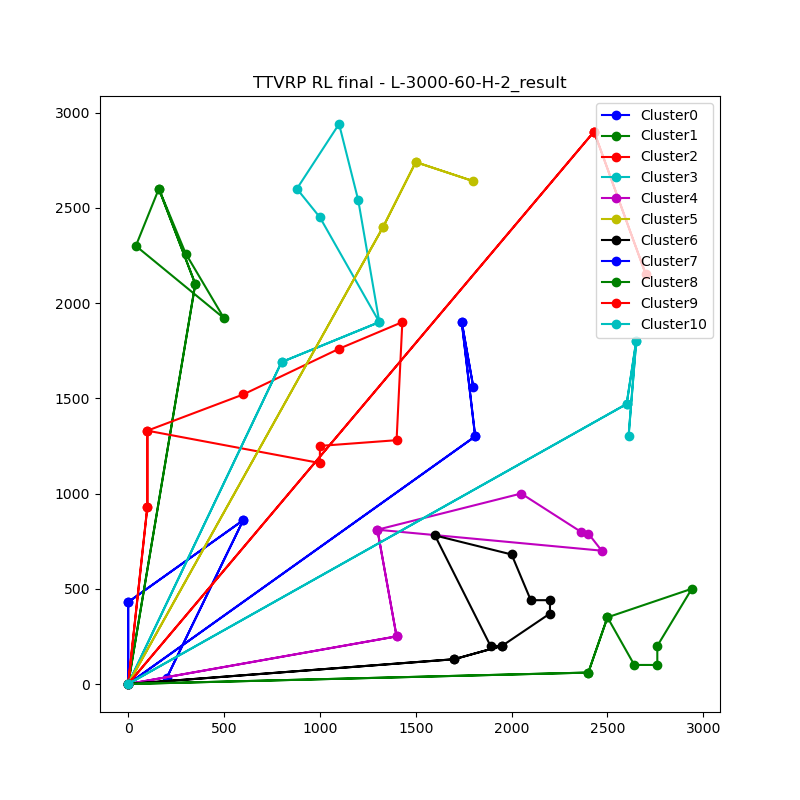 TTVRP RL final - L-3000-60-H-2_result
3000
2500
2000
1500
1000
500
0
Cluster0
Cluster1
Cluster2
Cluster3
Cluster4
Cluster5
Cluster6
Cluster7
Cluster8
Cluster9
Cluster10
0 500 1000 1500 2000 2500 3000